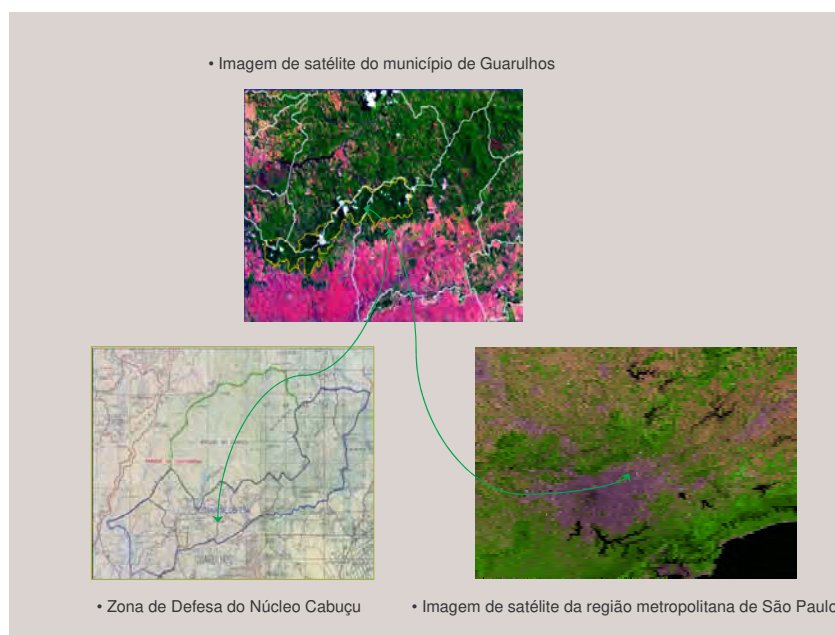 • Imagem de satélite do município de Guarulhos
• Zona de Defesa do Núcleo Cabuçu
• Imagem de satélite da região metropolitana de São Paulo